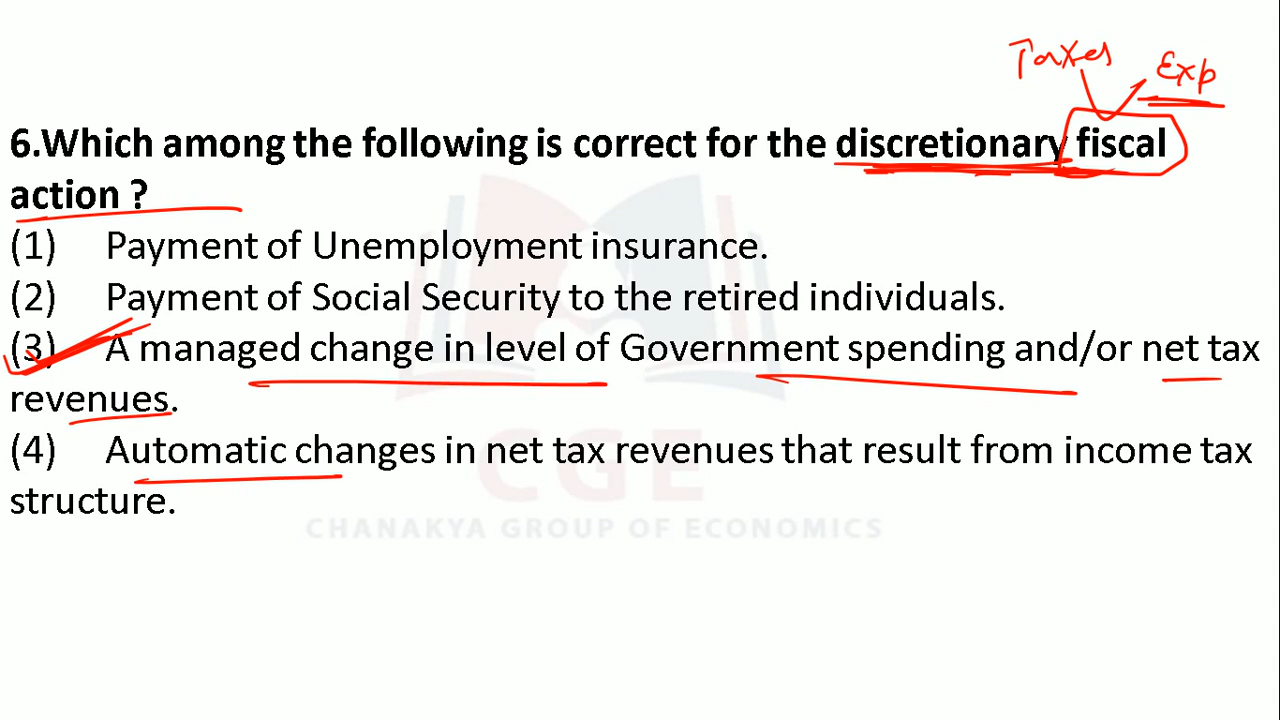 Taxes Exp
6.Which among the following is correct for the discretionary fiscal
action ?
(1) Payment of Unemployment insurance.
(2) Payment of Social Security to the retired individuals.
(3) A managed change in level of Government spending and/or net tax
revenues.
(4) Automatic changes in net tax revenues that result from income tax
structure.
CGE
CHANAKYA GROUP OF ECONOMICS